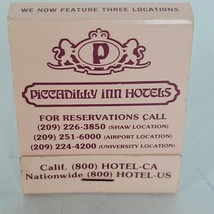 WE NOW FEATURE THREE LOCATIONS
P
PICCADILLY INN HOTELS
FOR RESERVATIONS CALL
(209) 226-3850 (SHAW LOCATION)
(209) 251-6000 (AIRPORT LOCATION)
(209) 224-4200 (UNIVERSITY LOCATION)
Calif. (800) HOTEL-CA
Nationwide (800) HOTEL-US